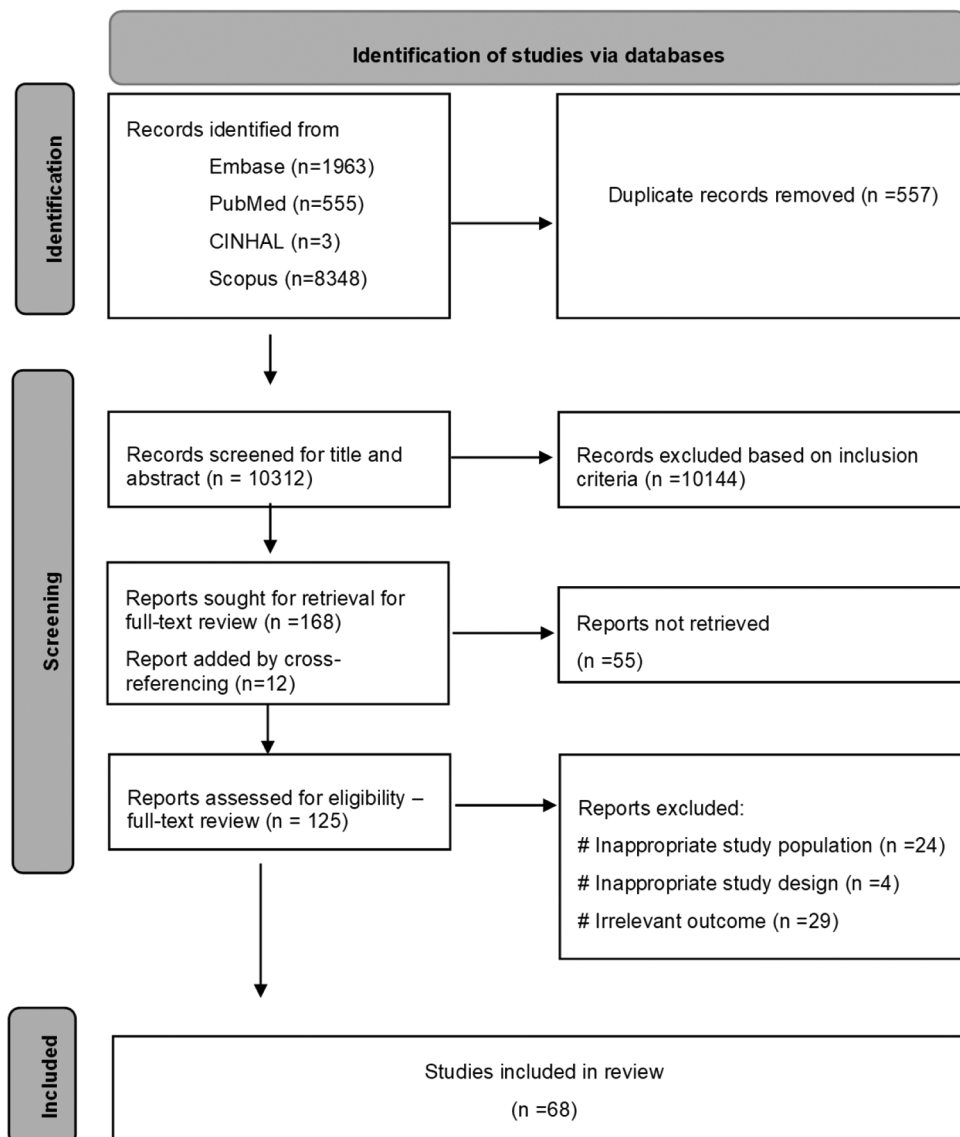 Identification of studies via databases
Identification
Records identified from
Embase (n=1963)
PubMed (n=555)
CINHAL (n=3)
Scopus (n=8348)
Duplicate records removed (n =557)
Screening
Records screened for title and
abstract (n = 10312)
Records excluded based on inclusion
criteria (n =10144)
Reports sought for retrieval for
full-text review (n =168)
Report added by cross-
referencing (n=12)
Reports not retrieved
(n =55)
Reports assessed for eligibility –
full-text review (n = 125)
Reports excluded:
# Inappropriate study population (n =24)
# Inappropriate study design (n =4)
# Irrelevant outcome (n =29)
Included
Studies included in review
(n =68)